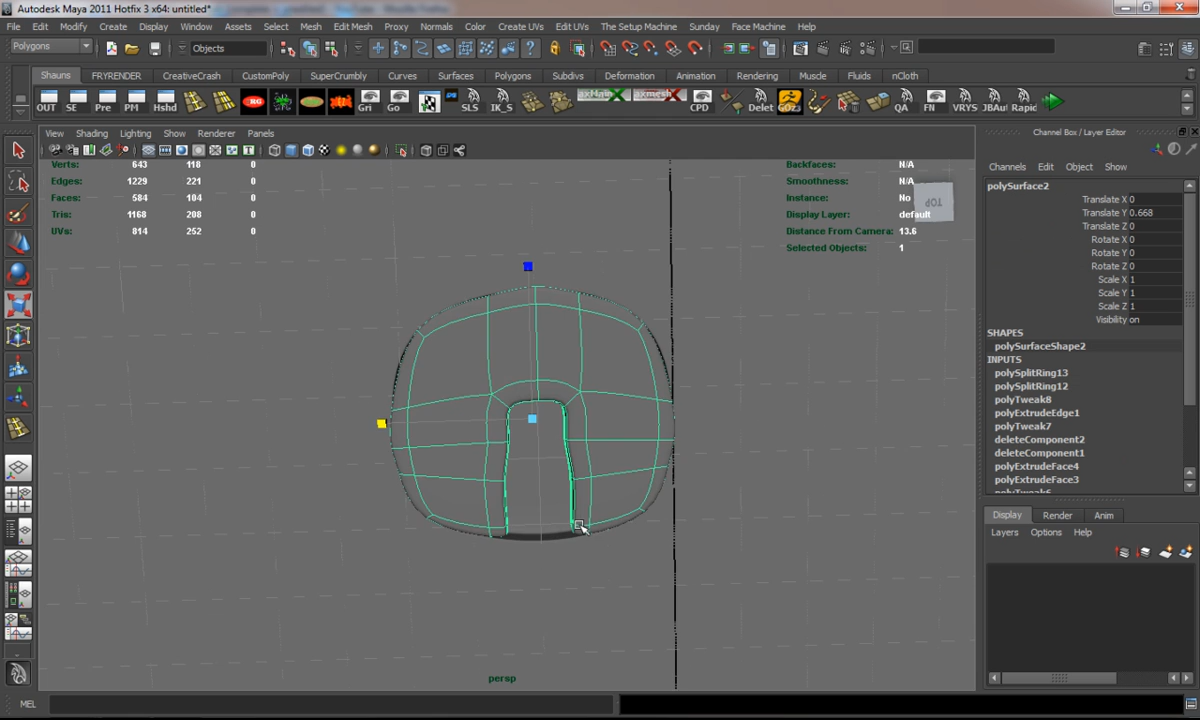 Autodesk Maya 2011 Hotfix 3 x64: untitled*
File Edit Modify Create Display Window Assets Select Mesh Edit Mesh Proxy Normals Color Create UVs Edit UVs The Setup Machine Sunday Face Machine Help
Polygons Objects
Shauns FRYRENDER CreativeCrash CustomPoly SuperCrumbly Curves Surfaces Polygons Subdivs Deformation Animation Rendering Muscle Fluids nCloth
OUT SE Pre PM Hshd Gri Go SLS IK_S CPD Delet GOz3 QA FN VRYS JBAu Rapic
View Shading Lighting Show Renderer Panels
Channel Box / Layer Editor
Channels Edit Object Show
Verts: 643 118 0
Edges: 1229 221 0
Faces: 584 104 0
Tris: 1168 208 0
UVs: 814 252 0
Backfaces: N/A
Smoothness: N/A
Instance: No
Display Layer: default
Distance From Camera: 13.6
Selected Objects: 1
TOP
polySurface2
Translate X 0
Translate Y 0.668
Translate Z 0
Rotate X 0
Rotate Y 0
Rotate Z 0
Scale X 1
Scale Y 1
Scale Z 1
Visibility on
SHAPES
polySurfaceShape2
INPUTS
polySplitRing13
polySplitRing12
polyTweak8
polyExtrudeEdge1
polyTweak7
deleteComponent2
deleteComponent1
polyExtrudeFace4
polyExtrudeFace3
polyTweak6
Display Render Anim
Layers Options Help
persp
MEL